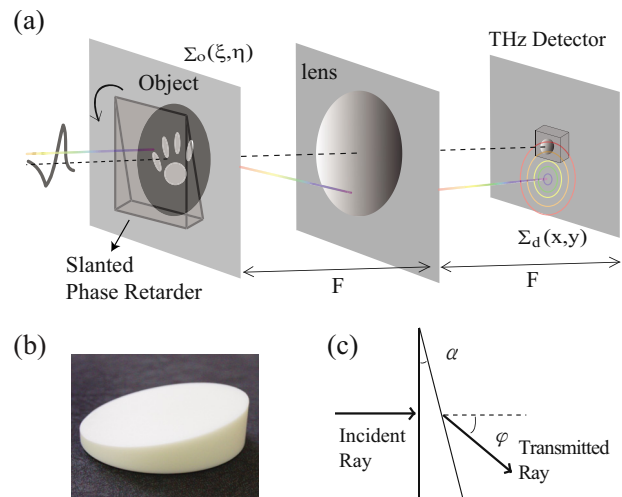 (a)
Σo(ξ,η)
THz Detector
Object
lens
Slanted
Phase Retarder
Σd(x,y)
F
F
(b)
(c)
α
Incident
Ray
φ
Transmitted
Ray